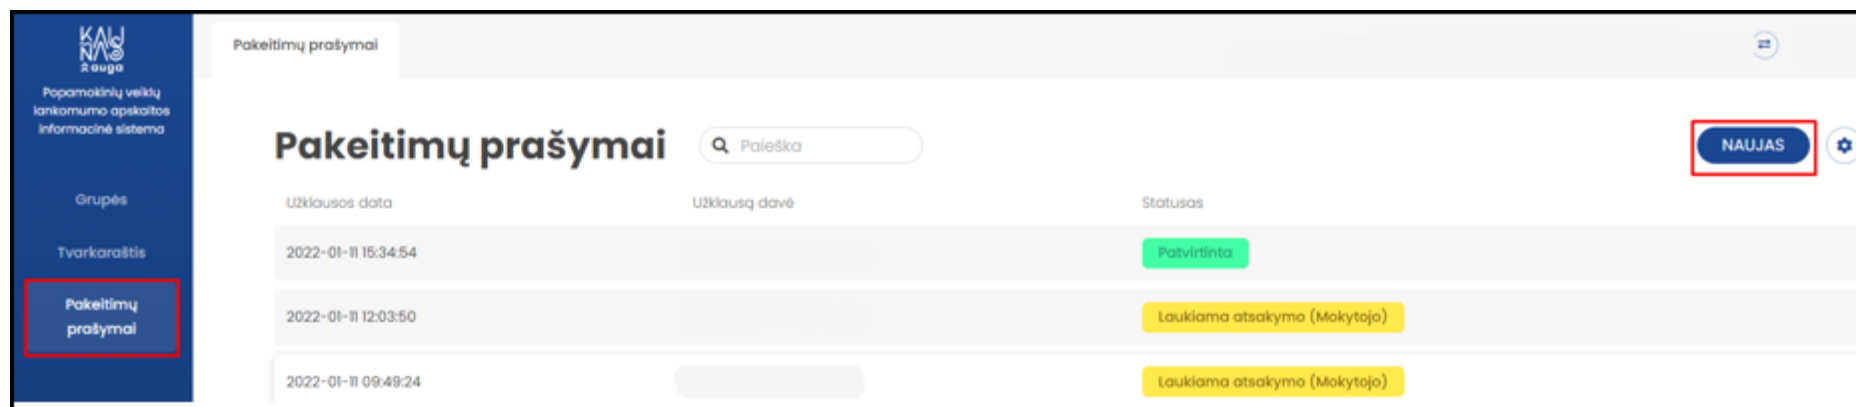 KAUNAS
auga
Popamokinių veiklų
lankomumo apskaitos
informacinė sistema
Grupės
Tvarkaraštis
Pakeitimų
prašymai
Pakeitimų prašymai
Pakeitimų prašymai
Paieška
NAUJAS
Užklausos data
Užklausą davė
Statusas
2022-01-11 15:34:54
Patvirtinta
2022-01-11 12:03:50
Laukiama atsakymo (Mokytojo)
2022-01-11 09:49:24
Laukiama atsakymo (Mokytojo)